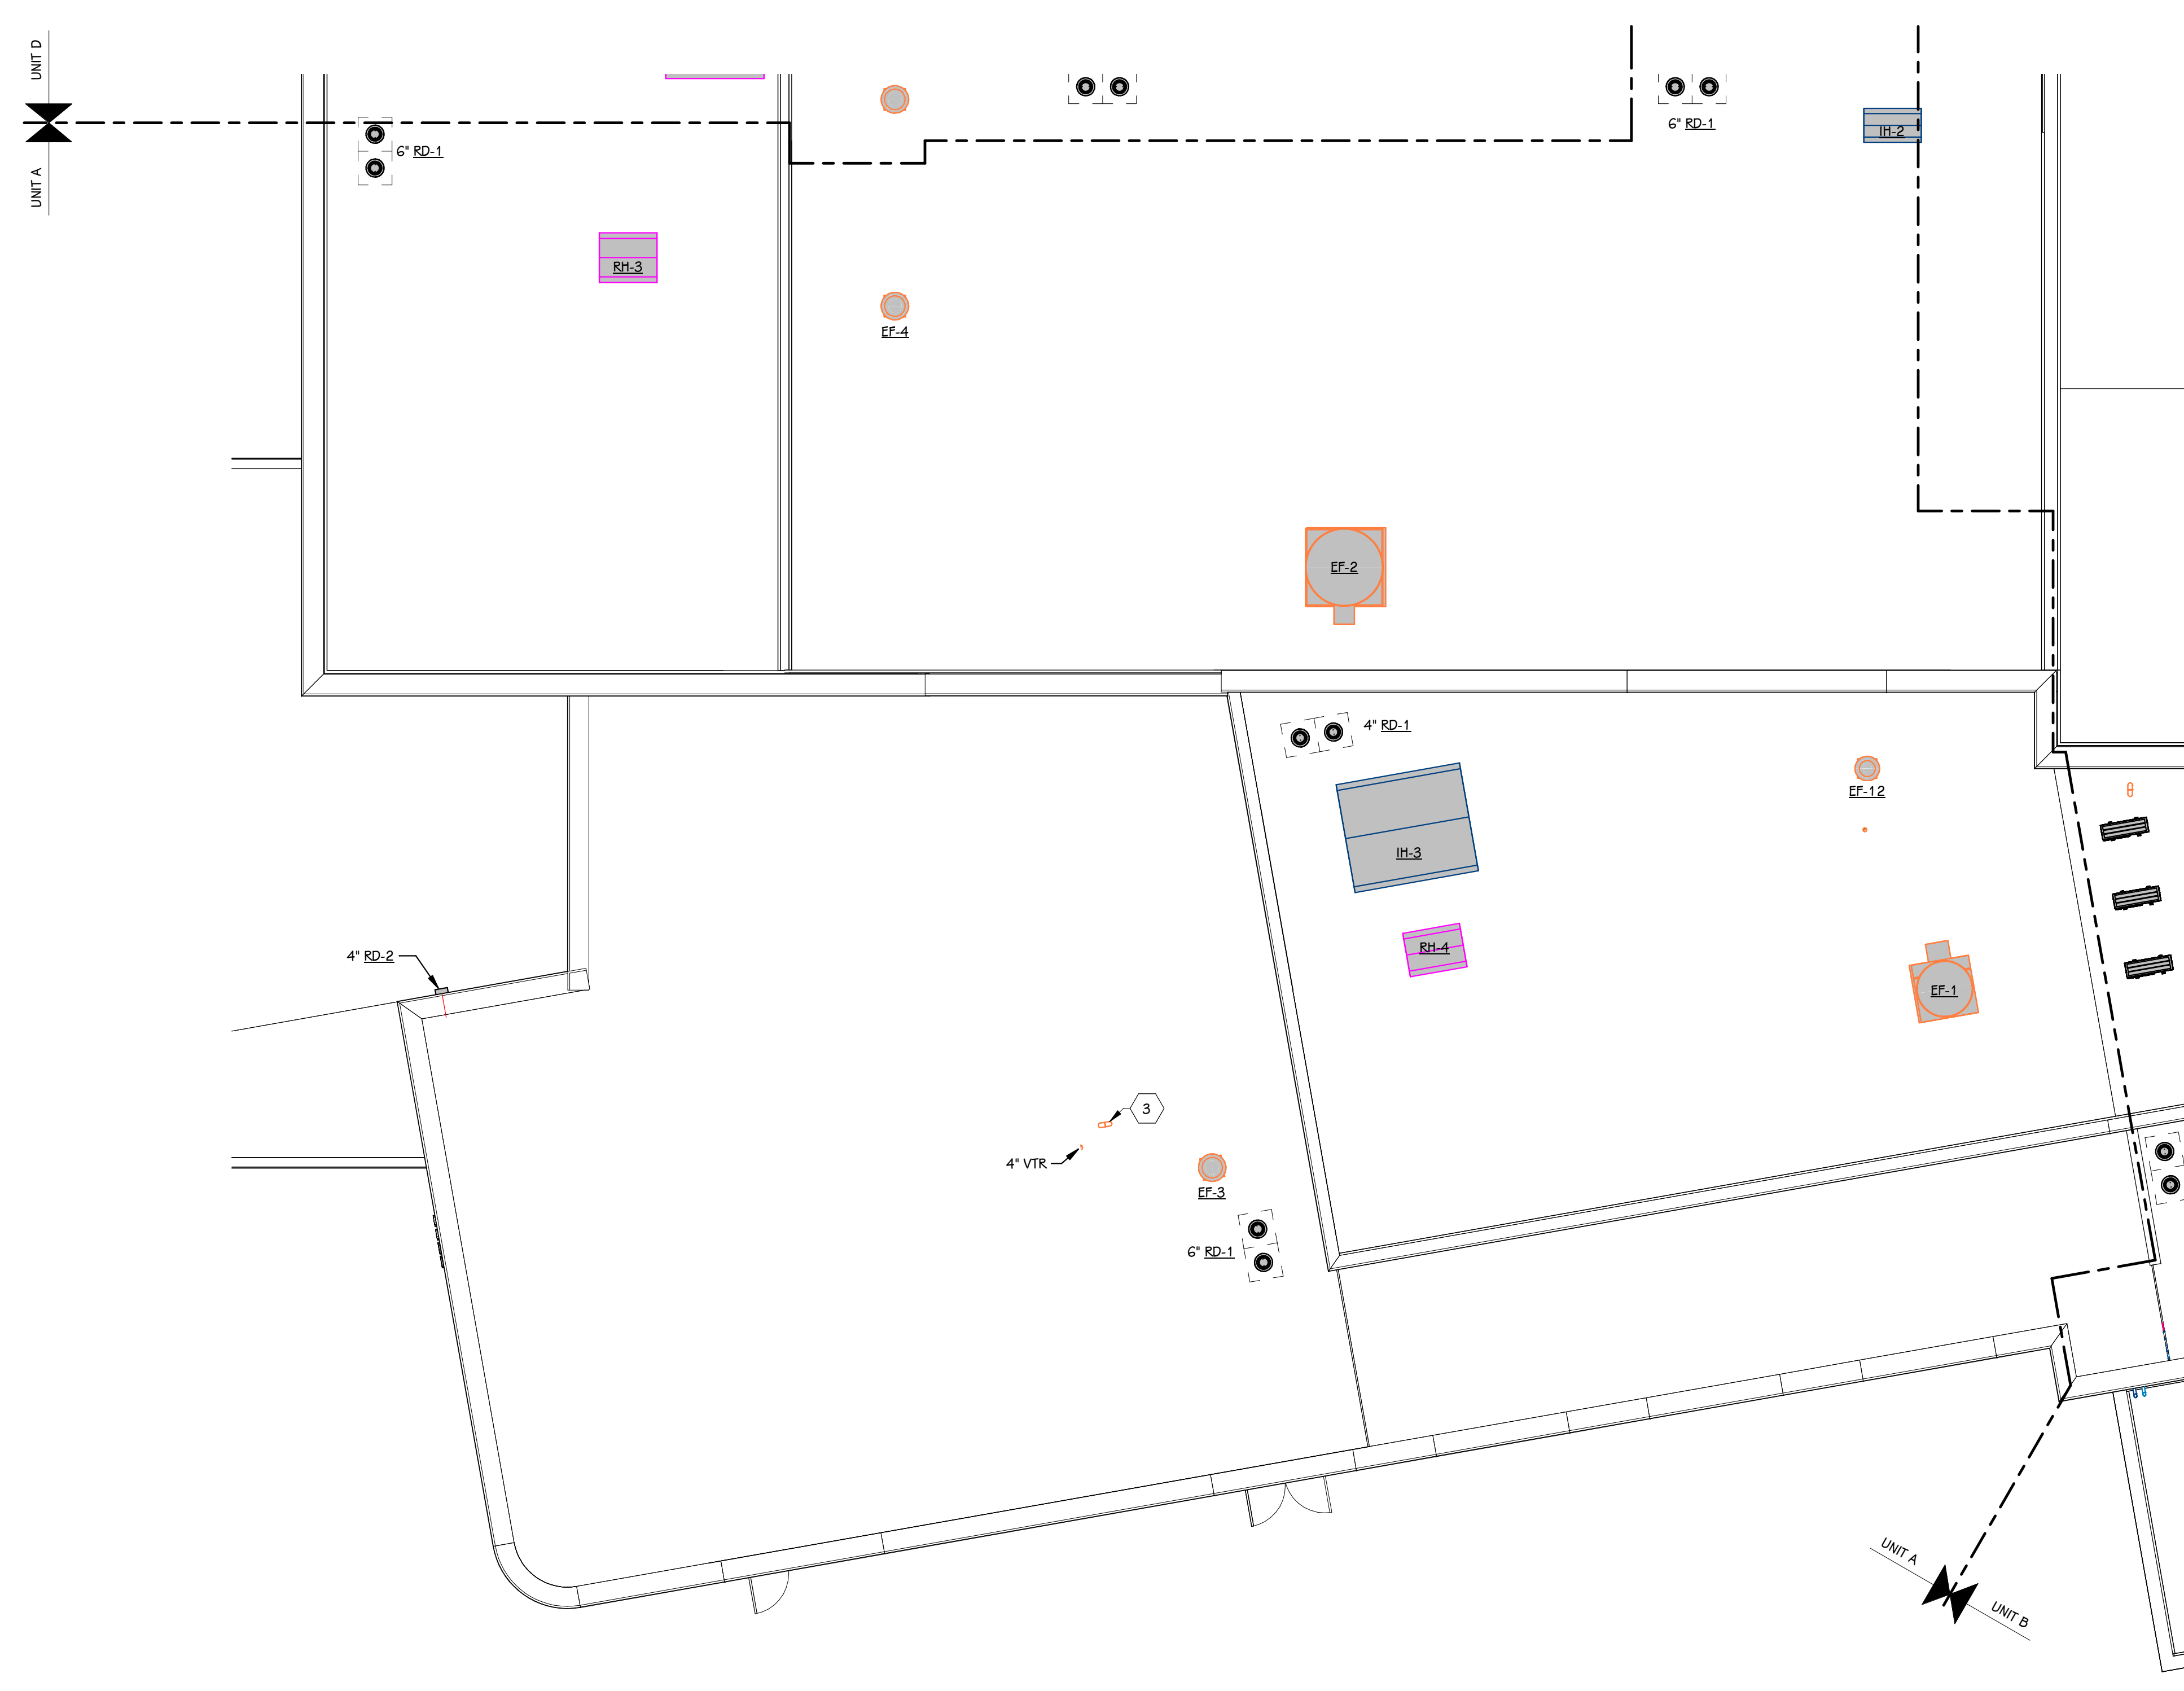 UNIT D
UNIT A
6" RD-1
6" RD-1
IH-2
RH-3
EF-4
EF-2
4" RD-1
EF-12
IH-3
RH-4
4" RD-2
EF-1
3
4" VTR
EF-3
6" RD-1
UNIT A
UNIT B